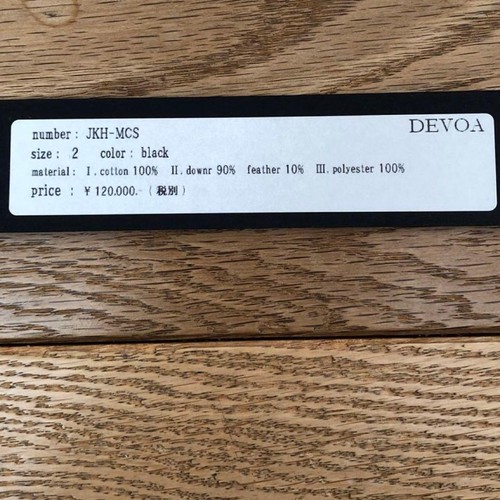 DEVOA
number: JKH-MCS
size: 2 color: black
material: I. cotton 100% II. downr 90% feather 10% III. polyester 100%
price: ¥120.000.-(税別)